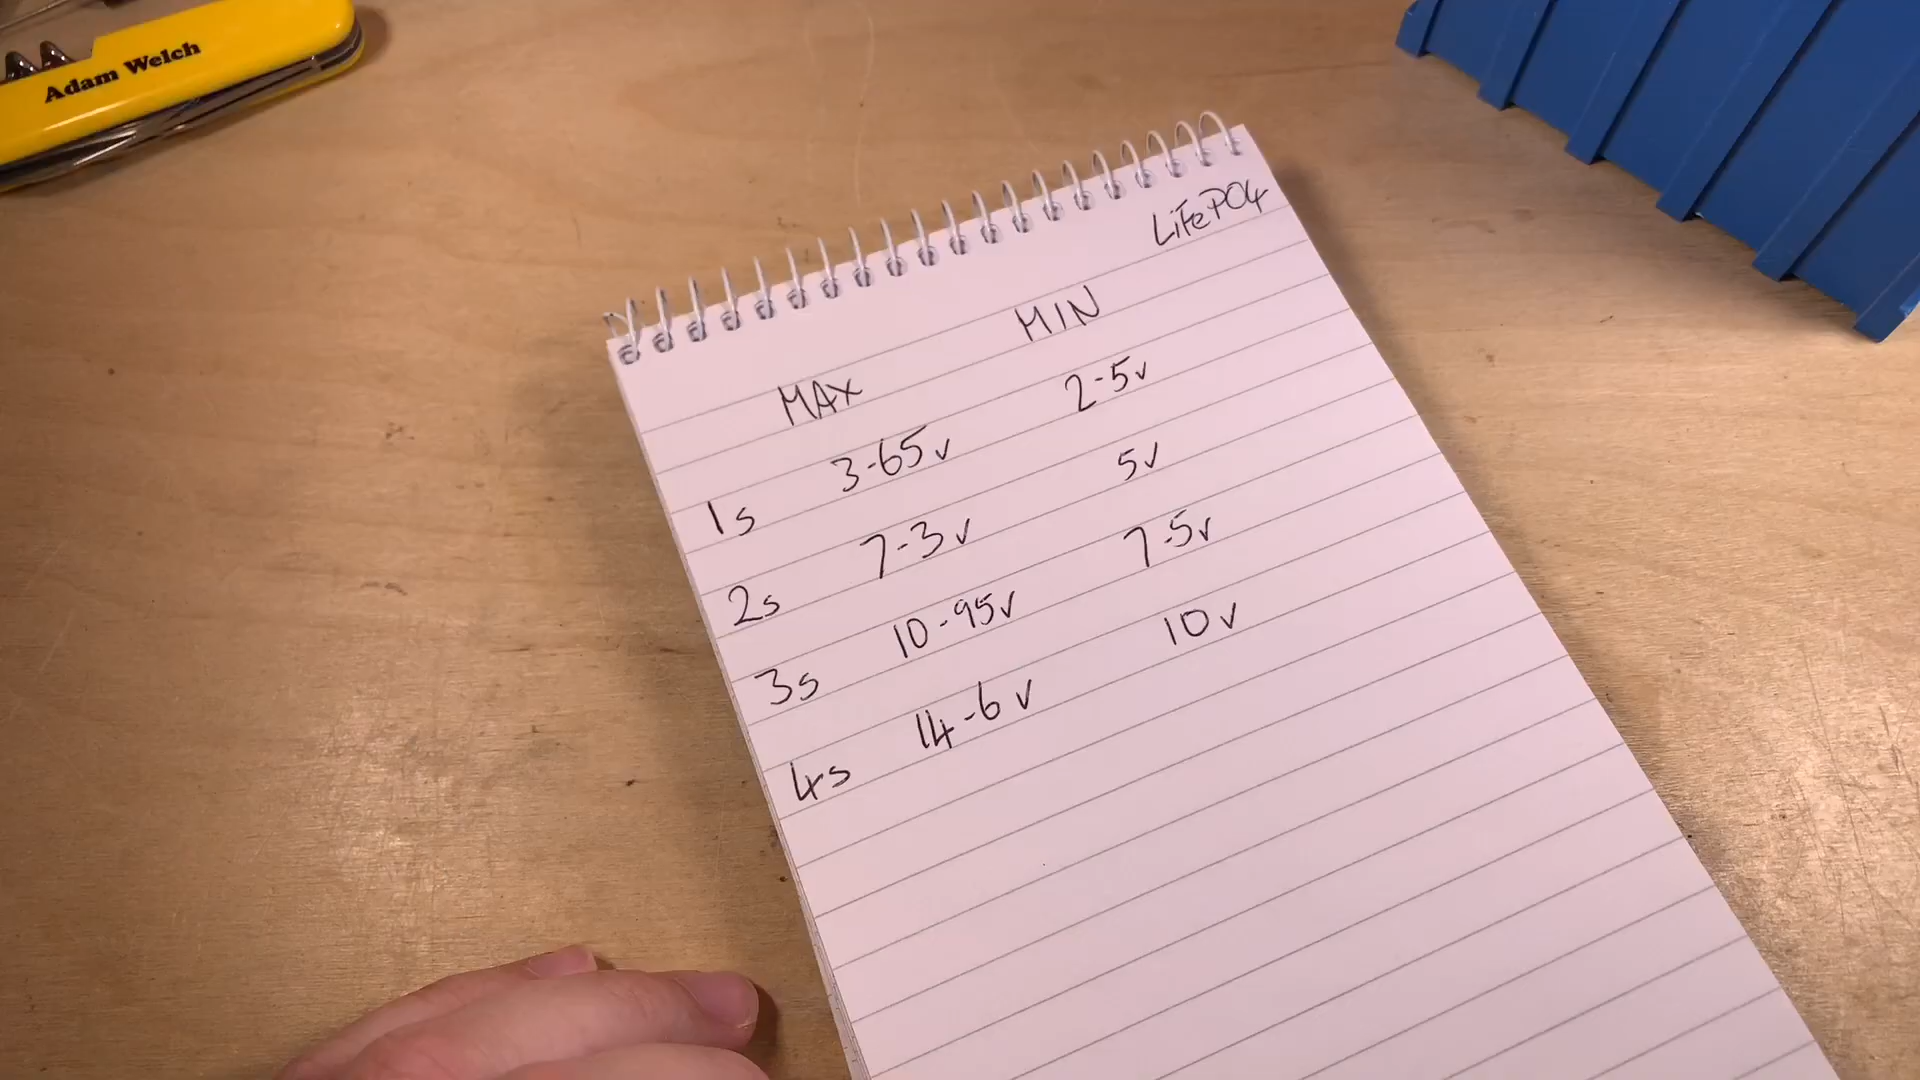 Adam Welch
LiFePO4
MAX MIN
1s 3-65v 2-5v
2s 7-3v 5v
3s 10-95v 7-5v
4s 14-6v 10v